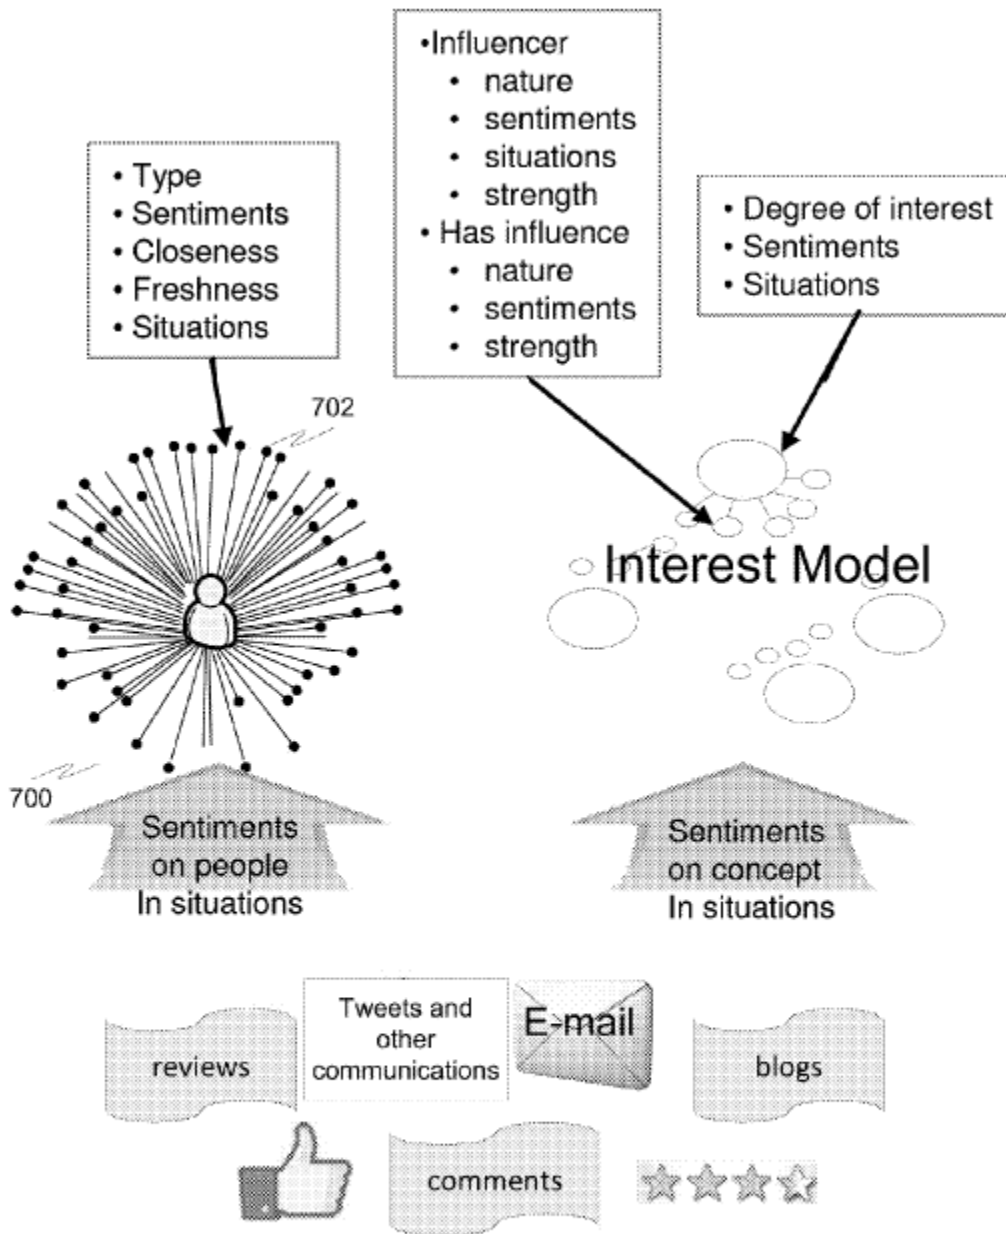 •Influencer
• nature
• sentiments
• situations
• strength
• Has influence
• nature
• sentiments
• strength
• Type
• Sentiments
• Closeness
• Freshness
• Situations
• Degree of interest
• Sentiments
• Situations
702
Interest Model
700
Sentiments
on people
In situations
Sentiments
on concept
In situations
reviews
Tweets and
other
communications
E-mail
blogs
comments